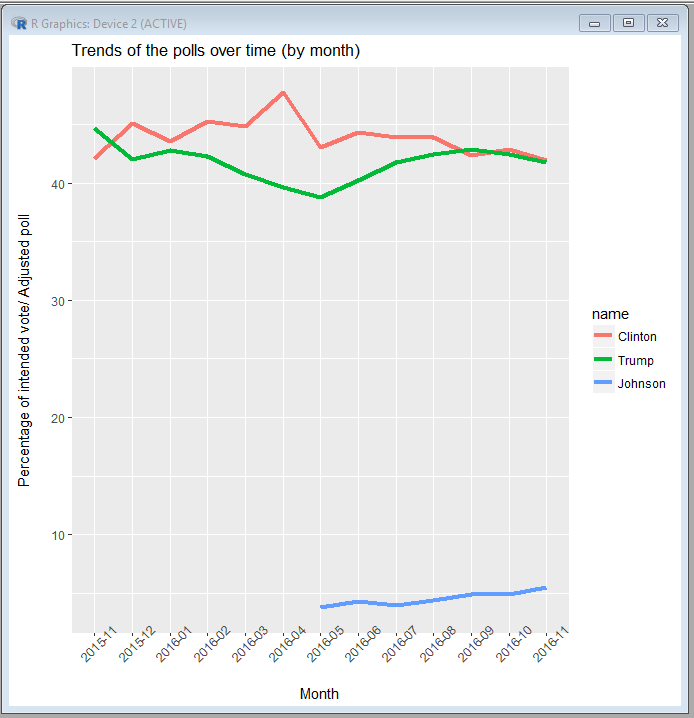 R Graphics: Device 2 (ACTIVE)
Trends of the polls over time (by month)
Percentage of intended vote/ Adjusted poll
40
30
20
10
2015-11 2015-12 2016-01 2016-02 2016-03 2016-04 2016-05 2016-06 2016-07 2016-08 2016-09 2016-10 2016-11
Month
name
Clinton
Trump
Johnson